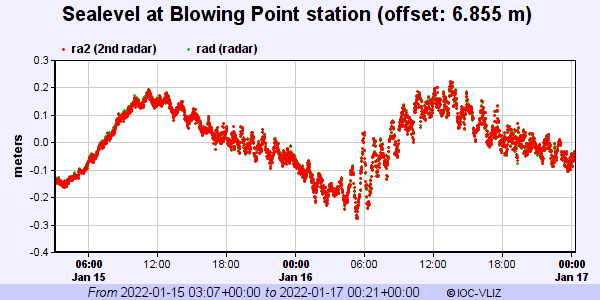 Sealevel at Blowing Point station (offset: 6.855 m)
ra2 (2nd radar) rad (radar)
meters
0.3
0.2
0.1
0.0
-0.1
-0.2
-0.3
-0.4
06:00 12:00 18:00 00:00 06:00 12:00 18:00 00:00
Jan 15 Jan 16 Jan 17
From 2022-01-15 03:07+00:00 to 2022-01-17 00:21+00:00 © IOC-VLIZ